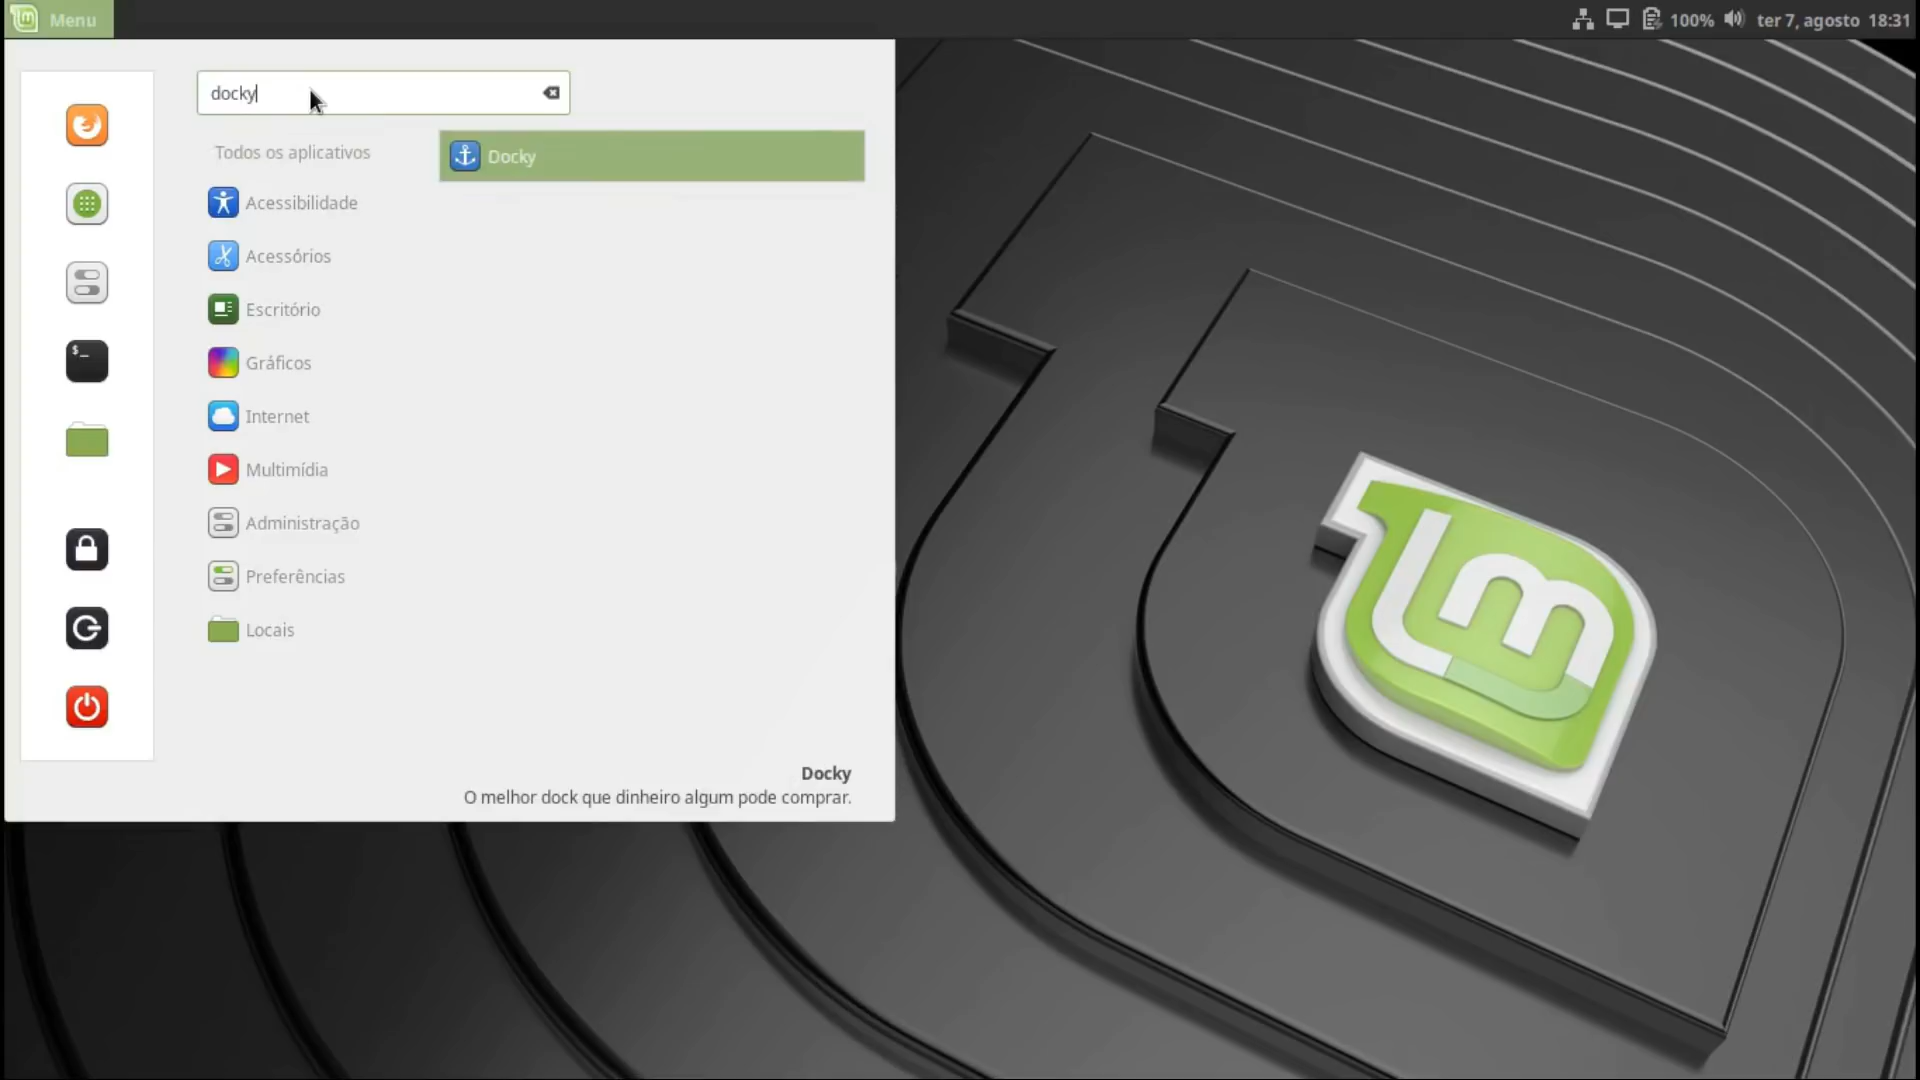 Menu
100% ter 7, agosto 18:31
docky
Todos os aplicativos
Docky
Acessibilidade
Acessórios
Escritório
Gráficos
Internet
Multimídia
Administração
Preferências
Locais
Docky
O melhor dock que dinheiro algum pode comprar.